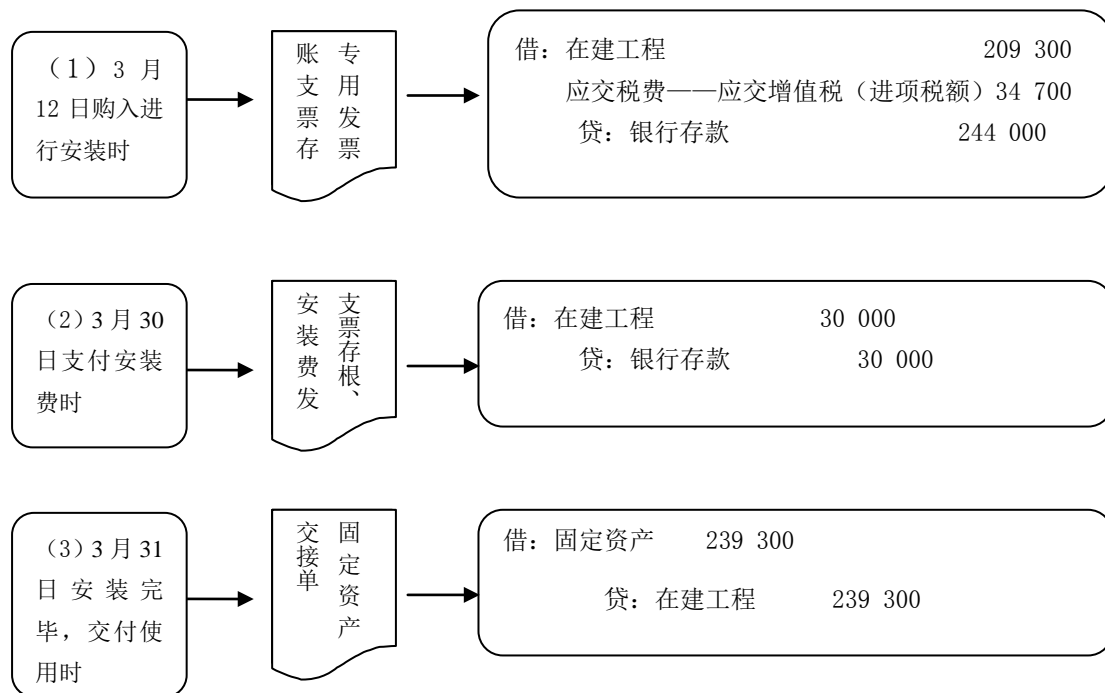 （1）3 月
12 日购入进
行安装时
专用发票
账支票存
借：在建工程 209 300
应交税费——应交增值税（进项税额）34 700
贷：银行存款 244 000
（2）3 月 30
日支付安装
费时
支票存根、
安装费发
借：在建工程 30 000
贷：银行存款 30 000
（3）3 月 31
日安装完
毕，交付使
用时
固定资产
交接单
借：固定资产 239 300
贷：在建工程 239 300